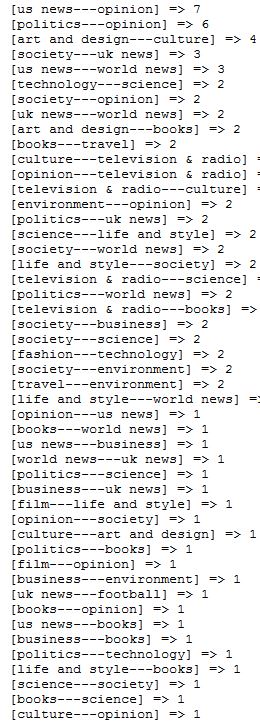 [us news---opinion] => 7
[politics---opinion] => 6
[art and design---culture] => 4
[society---uk news] => 3
[us news---world news] => 3
[technology---science] => 2
[society---opinion] => 2
[uk news---world news] => 2
[art and design---books] => 2
[books---travel] => 2
[culture---television & radio] =
[opinion---television & radio] =
[television & radio---culture] =
[environment---opinion] => 2
[politics---uk news] => 2
[science---life and style] => 2
[society---world news] => 2
[life and style---society] => 2
[television & radio---science] =
[politics---world news] => 2
[television & radio---books] =>
[society---business] => 2
[society---science] => 2
[fashion---technology] => 2
[society---environment] => 2
[travel---environment] => 2
[life and style---world news] =>
[opinion---us news] => 1
[books---world news] => 1
[us news---business] => 1
[world news---uk news] => 1
[politics---science] => 1
[business---uk news] => 1
[film---life and style] => 1
[opinion---society] => 1
[culture---art and design] => 1
[politics---books] => 1
[film---opinion] => 1
[business---environment] => 1
[uk news---football] => 1
[books---opinion] => 1
[us news---books] => 1
[business---books] => 1
[politics---technology] => 1
[life and style---books] => 1
[science---society] => 1
[books---science] => 1
[culture---opinion] => 1